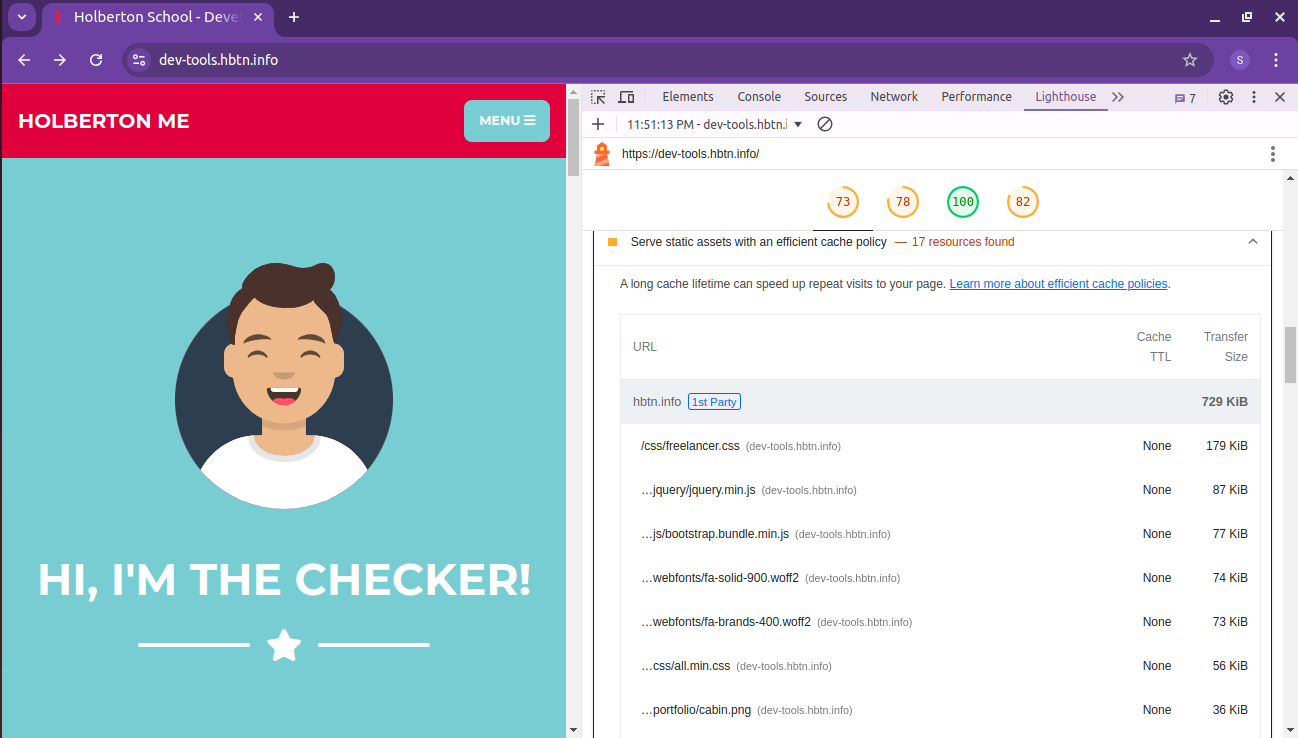 Holberton School - Deve
dev-tools.hbtn.info
S
HOLBERTON ME
MENU
HI, I'M THE CHECKER!
Elements Console Sources Network Performance Lighthouse 7
11:51:13 PM - dev-tools.hbtn.i
https://dev-tools.hbtn.info/
73 78 100 82
Serve static assets with an efficient cache policy — 17 resources found
A long cache lifetime can speed up repeat visits to your page. Learn more about efficient cache policies.
URL Cache TTL Transfer Size
hbtn.info 1st Party 729 KiB
/css/freelancer.css (dev-tools.hbtn.info) None 179 KiB
…jquery/jquery.min.js (dev-tools.hbtn.info) None 87 KiB
…js/bootstrap.bundle.min.js (dev-tools.hbtn.info) None 77 KiB
…webfonts/fa-solid-900.woff2 (dev-tools.hbtn.info) None 74 KiB
…webfonts/fa-brands-400.woff2 (dev-tools.hbtn.info) None 73 KiB
…css/all.min.css (dev-tools.hbtn.info) None 56 KiB
…portfolio/cabin.png (dev-tools.hbtn.info) None 36 KiB